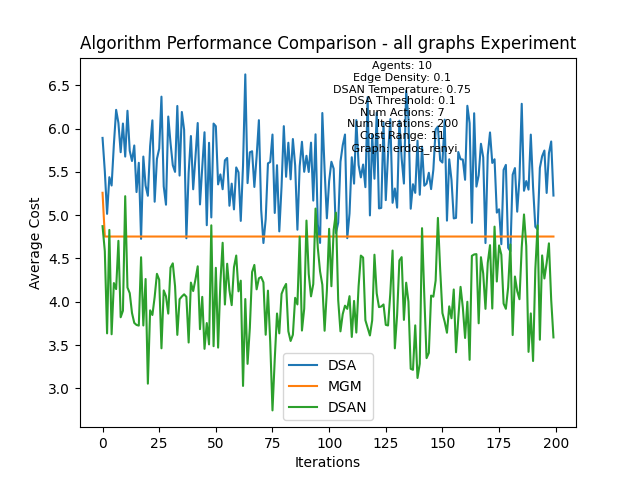 Algorithm Performance Comparison - all graphs Experiment
Agents: 10
Edge Density: 0.1
DSAN Temperature: 0.75
DSA Threshold: 0.1
Num Actions: 7
Num Iterations: 200
Cost Range: 11
Graph: erdos_renyi
Average Cost
6.5
6.0
5.5
5.0
4.5
4.0
3.5
3.0
DSA
MGM
DSAN
0 25 50 75 100 125 150 175 200
Iterations